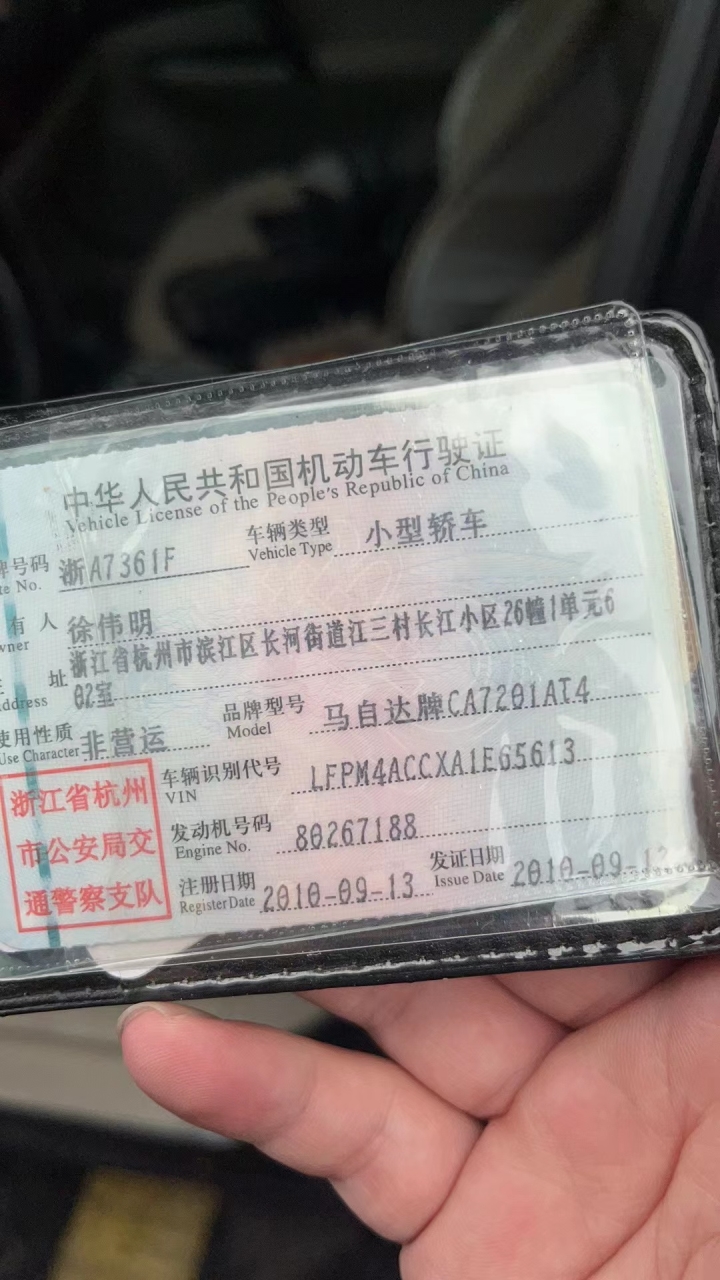 中华人民共和国机动车行驶证
Vehicle License of the People's Republic of China
牌号码 浙A7361F 车辆类型 小型轿车
te No. Vehicle Type
有人 徐伟明
wner
址 浙江省杭州市滨江区长河街道江三村长江小区26幢1单元6
ddress 02室
使用性质 非营运 品牌型号 马自达牌CA7201AT4
Use Character Model
浙江省杭州
市公安局交
通警察支队
车辆识别代号 LFPM4ACCXA1E65613
VIN
发动机号码 80267188
Engine No.
注册日期 2010-09-13 发证日期 2010-09-
Register Date Issue Date